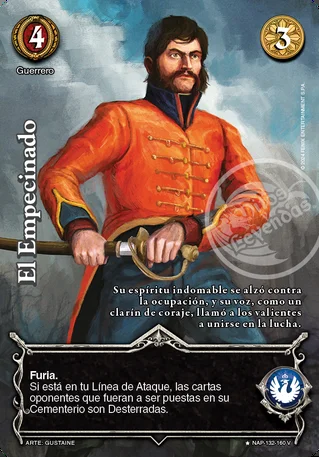 4
3
Guerrero
El Empecinado
Su espíritu indomable se alzó contra
la ocupación, y su voz, como un
clarín de coraje, llamó a los valientes
a unirse en la lucha.
Furia.
Si está en tu Línea de Ataque, las cartas
oponentes que fueran a ser puestas en su
Cementerio son Desterradas.
ARTE: GUSTAINE
★ NAP-132-160 V